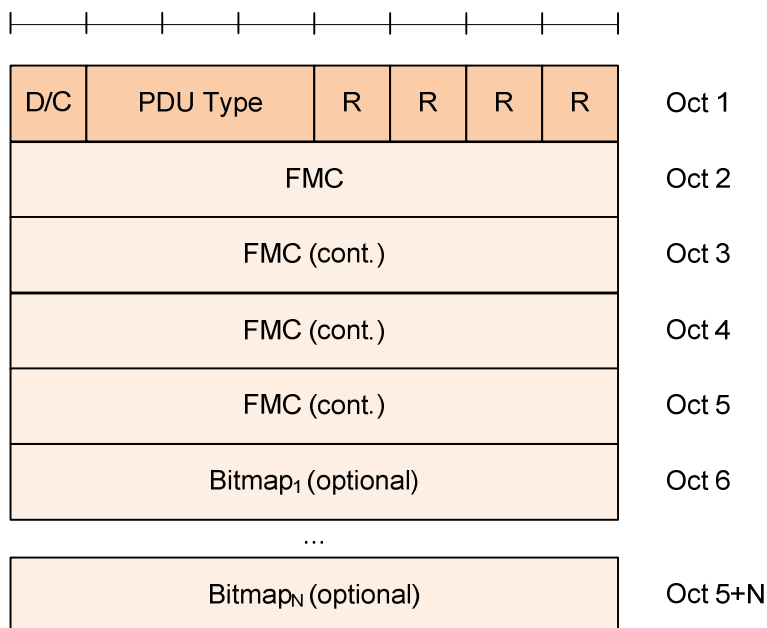 D/C PDU Type R R R R Oct 1
FMC Oct 2
FMC (cont.) Oct 3
FMC (cont.) Oct 4
FMC (cont.) Oct 5
Bitmap₁ (optional) Oct 6
...
Bitmap_N (optional) Oct 5+N